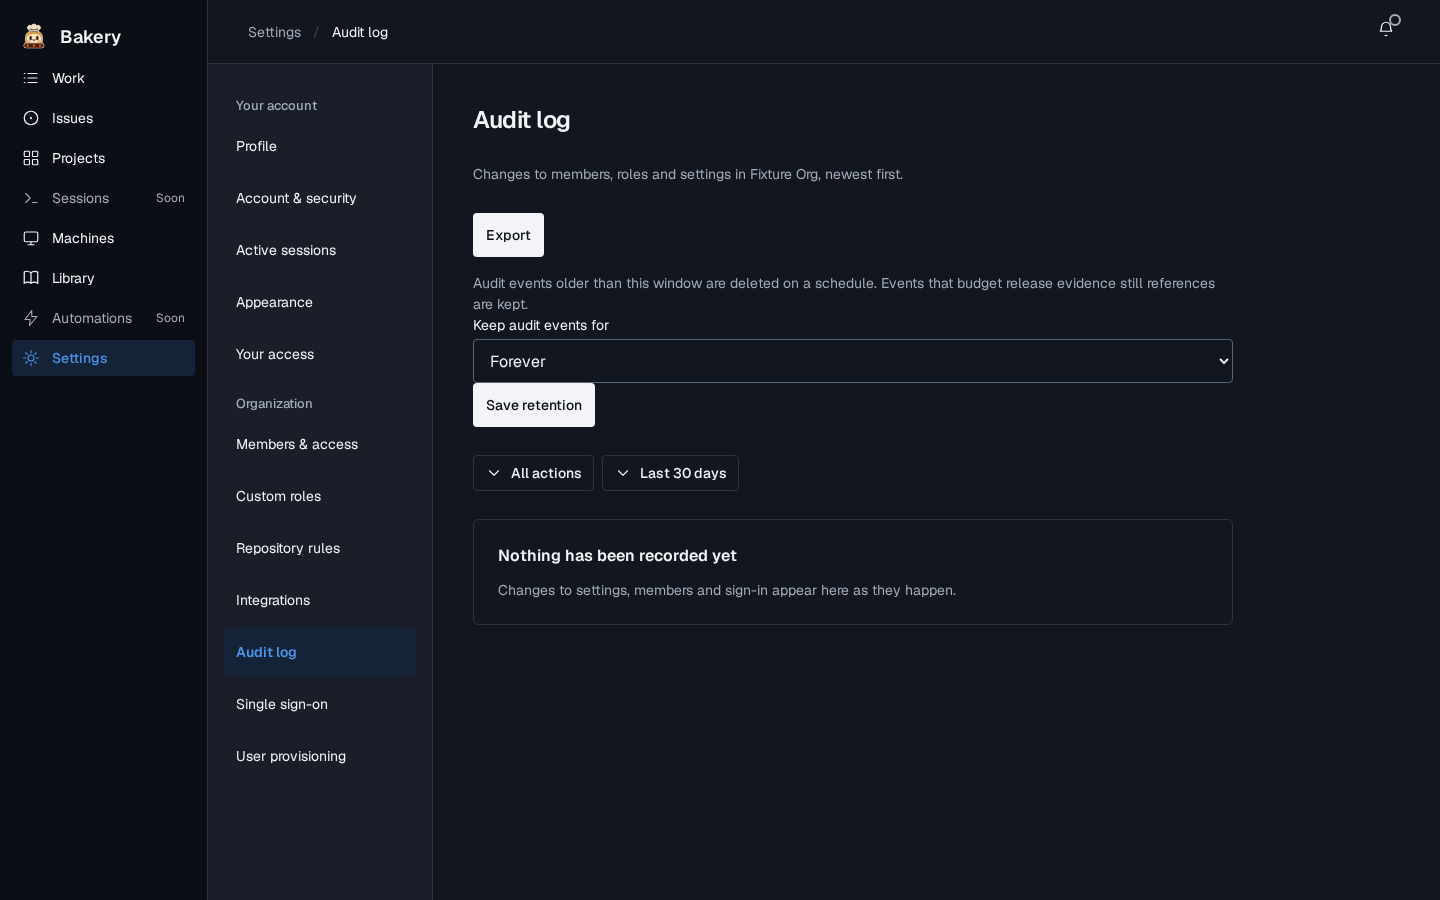 Bakery
Work
Issues
Projects
Sessions Soon
Machines
Library
Automations Soon
Settings
Settings / Audit log
Your account
Profile
Account & security
Active sessions
Appearance
Your access
Organization
Members & access
Custom roles
Repository rules
Integrations
Audit log
Single sign-on
User provisioning
Audit log
Changes to members, roles and settings in Fixture Org, newest first.
Export
Audit events older than this window are deleted on a schedule. Events that budget release evidence still references
are kept.
Keep audit events for
Forever
Save retention
All actions Last 30 days
Nothing has been recorded yet
Changes to settings, members and sign-in appear here as they happen.